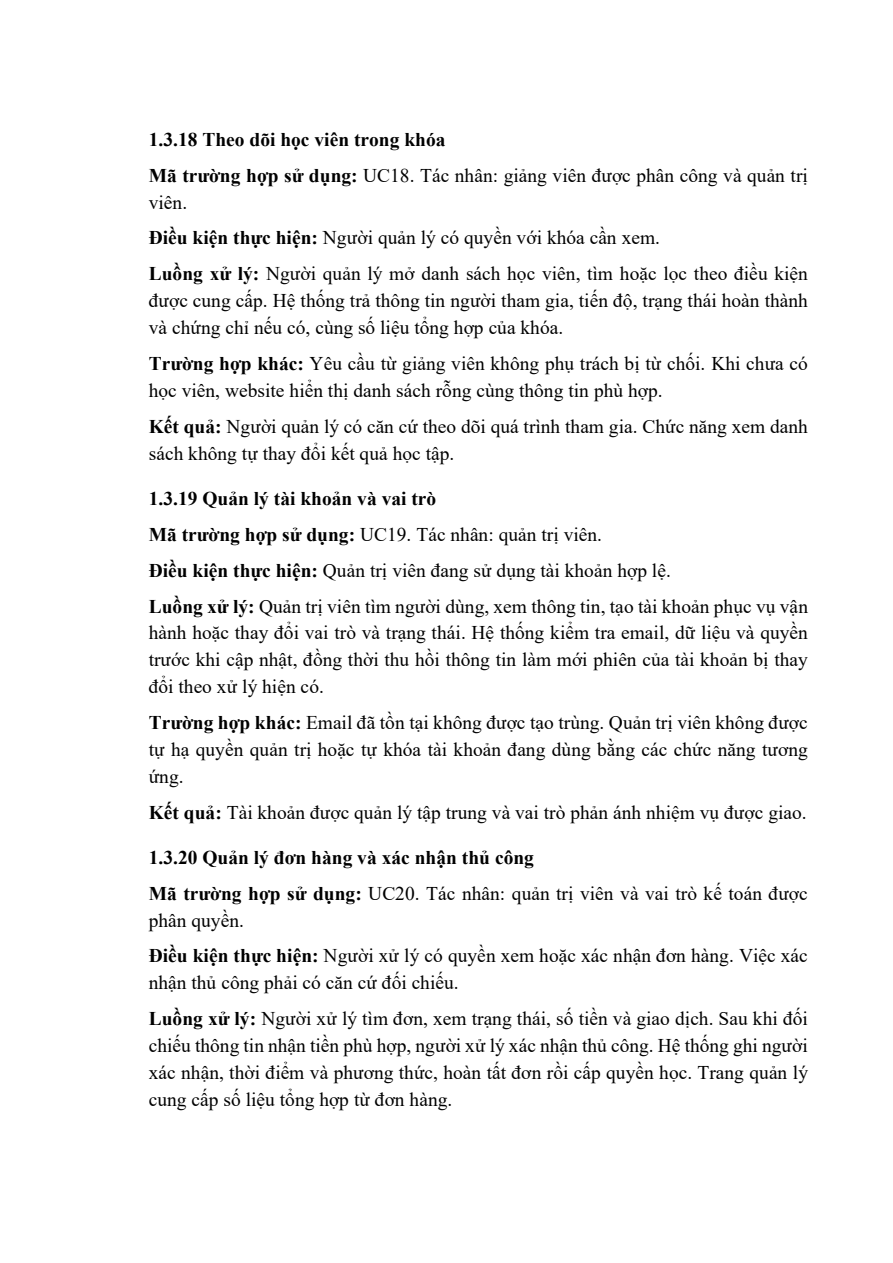 1.3.18 Theo dõi học viên trong khóa
Mã trường hợp sử dụng: UC18. Tác nhân: giảng viên được phân công và quản trị
viên.
Điều kiện thực hiện: Người quản lý có quyền với khóa cần xem.
Luồng xử lý: Người quản lý mở danh sách học viên, tìm hoặc lọc theo điều kiện
được cung cấp. Hệ thống trả thông tin người tham gia, tiến độ, trạng thái hoàn thành
và chứng chỉ nếu có, cùng số liệu tổng hợp của khóa.
Trường hợp khác: Yêu cầu từ giảng viên không phụ trách bị từ chối. Khi chưa có
học viên, website hiển thị danh sách rỗng cùng thông tin phù hợp.
Kết quả: Người quản lý có căn cứ theo dõi quá trình tham gia. Chức năng xem danh
sách không tự thay đổi kết quả học tập.
1.3.19 Quản lý tài khoản và vai trò
Mã trường hợp sử dụng: UC19. Tác nhân: quản trị viên.
Điều kiện thực hiện: Quản trị viên đang sử dụng tài khoản hợp lệ.
Luồng xử lý: Quản trị viên tìm người dùng, xem thông tin, tạo tài khoản phục vụ vận
hành hoặc thay đổi vai trò và trạng thái. Hệ thống kiểm tra email, dữ liệu và quyền
trước khi cập nhật, đồng thời thu hồi thông tin làm mới phiên của tài khoản bị thay
đổi theo xử lý hiện có.
Trường hợp khác: Email đã tồn tại không được tạo trùng. Quản trị viên không được
tự hạ quyền quản trị hoặc tự khóa tài khoản đang dùng bằng các chức năng tương
ứng.
Kết quả: Tài khoản được quản lý tập trung và vai trò phản ánh nhiệm vụ được giao.
1.3.20 Quản lý đơn hàng và xác nhận thủ công
Mã trường hợp sử dụng: UC20. Tác nhân: quản trị viên và vai trò kế toán được
phân quyền.
Điều kiện thực hiện: Người xử lý có quyền xem hoặc xác nhận đơn hàng. Việc xác
nhận thủ công phải có căn cứ đối chiếu.
Luồng xử lý: Người xử lý tìm đơn, xem trạng thái, số tiền và giao dịch. Sau khi đối
chiếu thông tin nhận tiền phù hợp, người xử lý xác nhận thủ công. Hệ thống ghi người
xác nhận, thời điểm và phương thức, hoàn tất đơn rồi cấp quyền học. Trang quản lý
cung cấp số liệu tổng hợp từ đơn hàng.